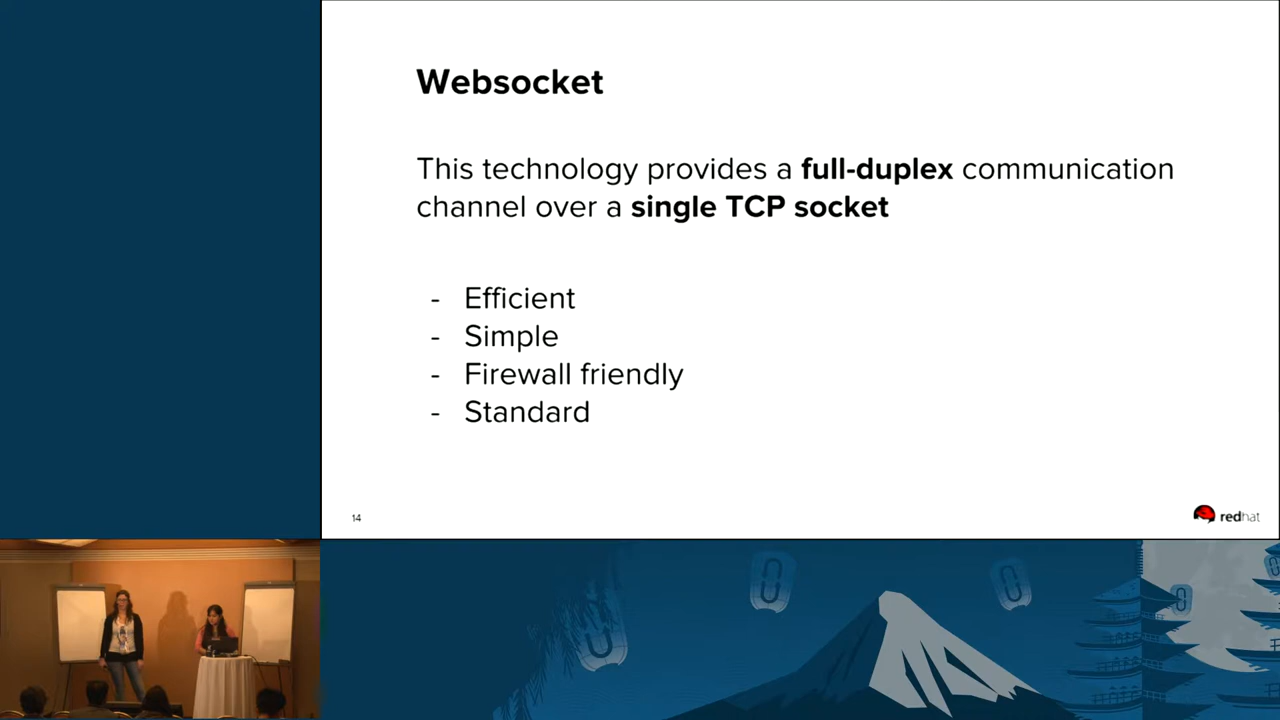 Websocket
This technology provides a full-duplex communication
channel over a single TCP socket
- Efficient
- Simple
- Firewall friendly
- Standard
14
redhat